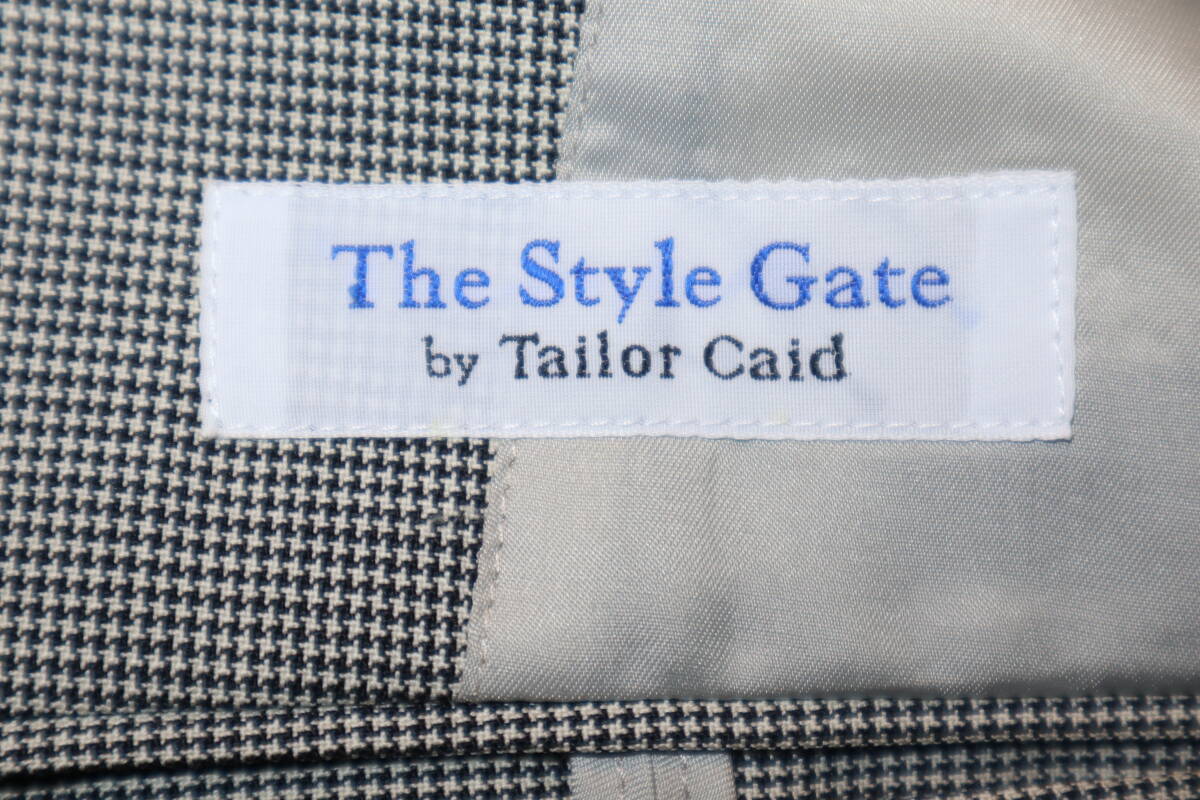 The Style Gate
by Tailor Caid